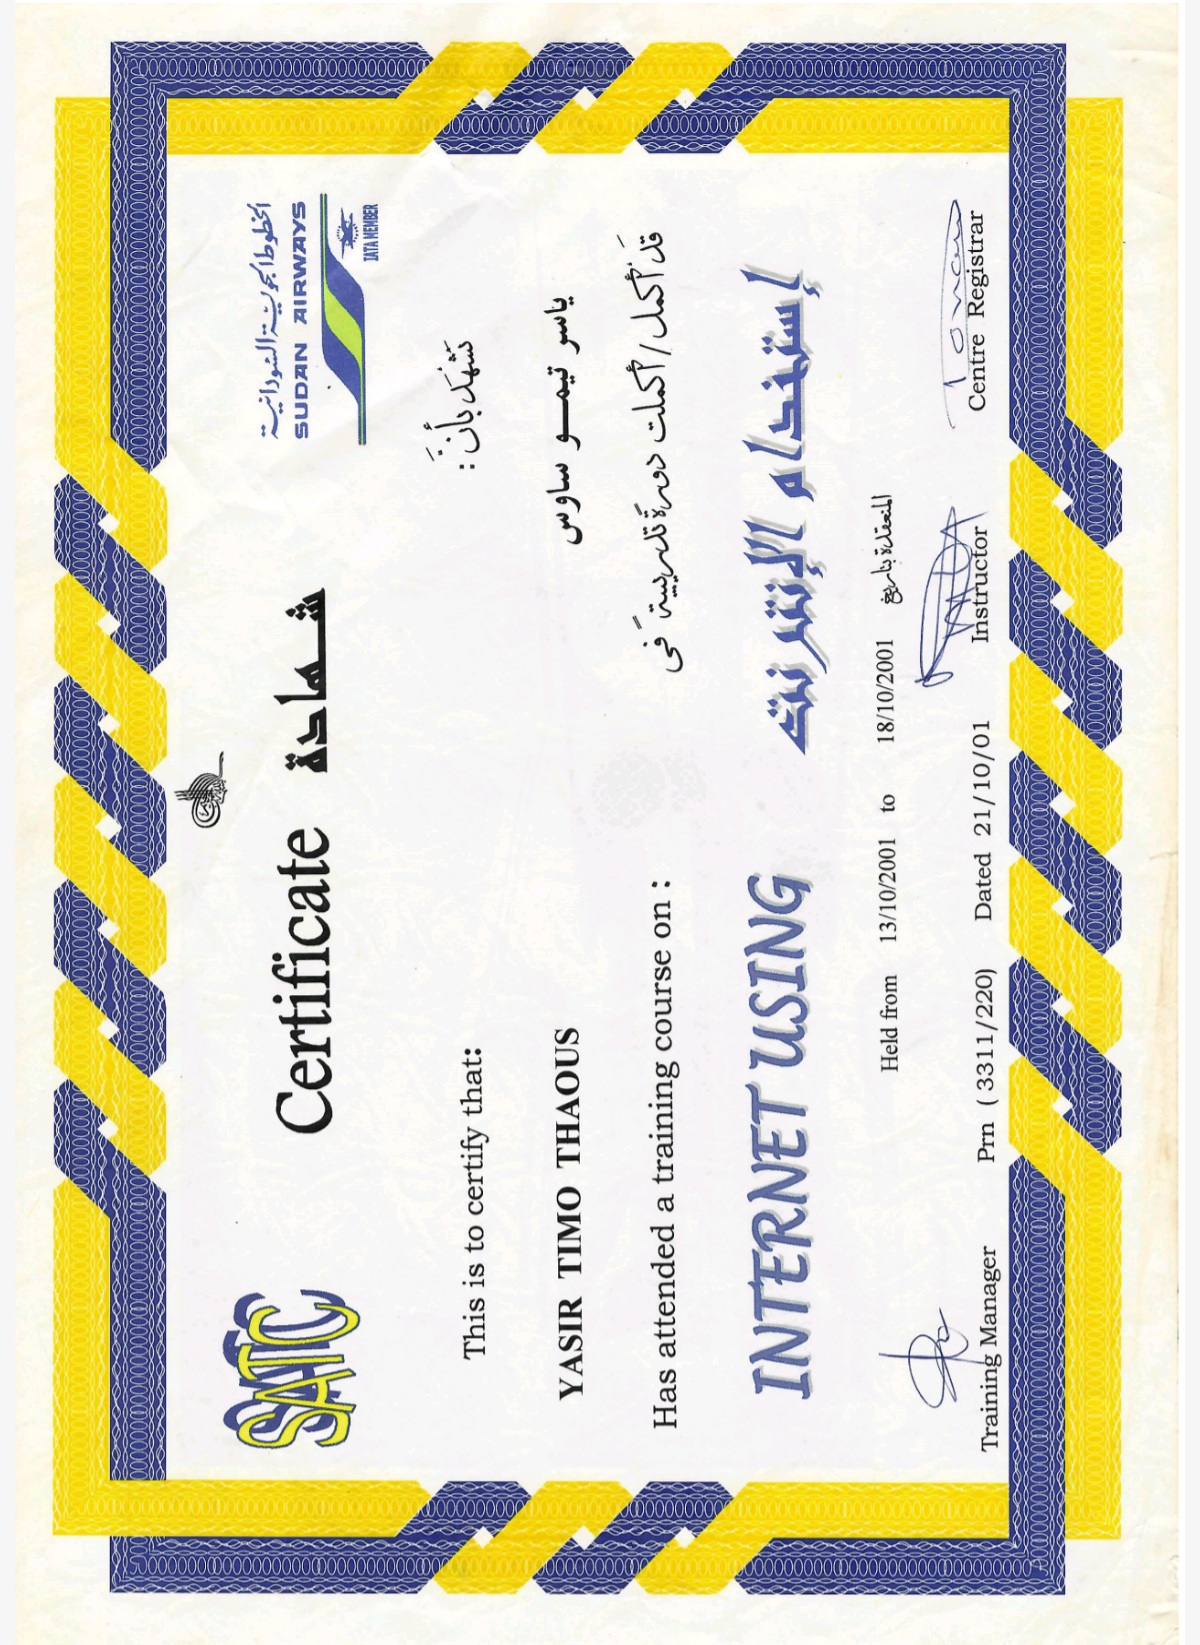 SATC
Certificate شهادة
الخطوط الجوية السودانية
SUDAN AIRWAYS
IATA MEMBER
This is to certify that:
نَشْهَد بأنَّ :
YASIR TIMO THAOUS
ياسر تيمو ساوس
Has attended a training course on :
قَدْ أكمل / أكملت دورةً تدريبيةً فى
INTERNET USING
إستخدام الإنترنت
Held from 13/10/2001 to 18/10/2001 المنعقدة بتاريخ
Training Manager
Prn ( 3311/220)
Dated 21/10/01
Instructor
Centre Registrar